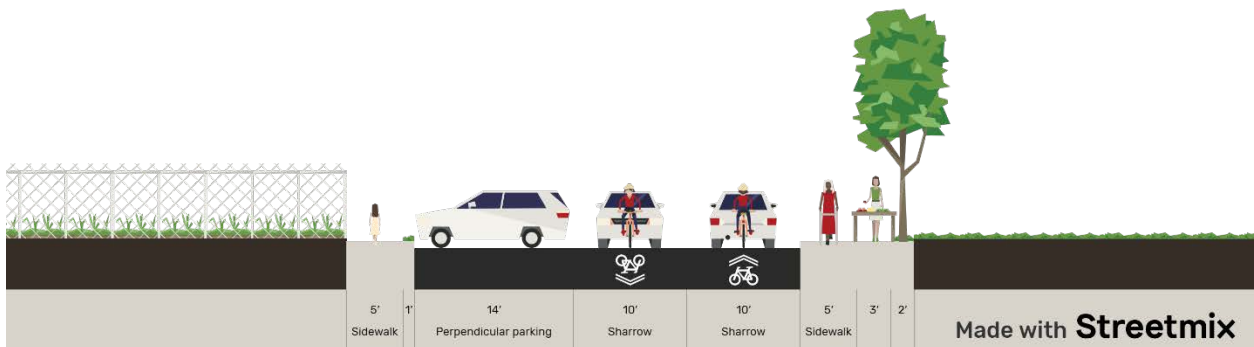 5' 1' 14' 10' 10' 5' 3' 2'
Sidewalk Perpendicular parking Sharrow Sharrow Sidewalk
Made with Streetmix